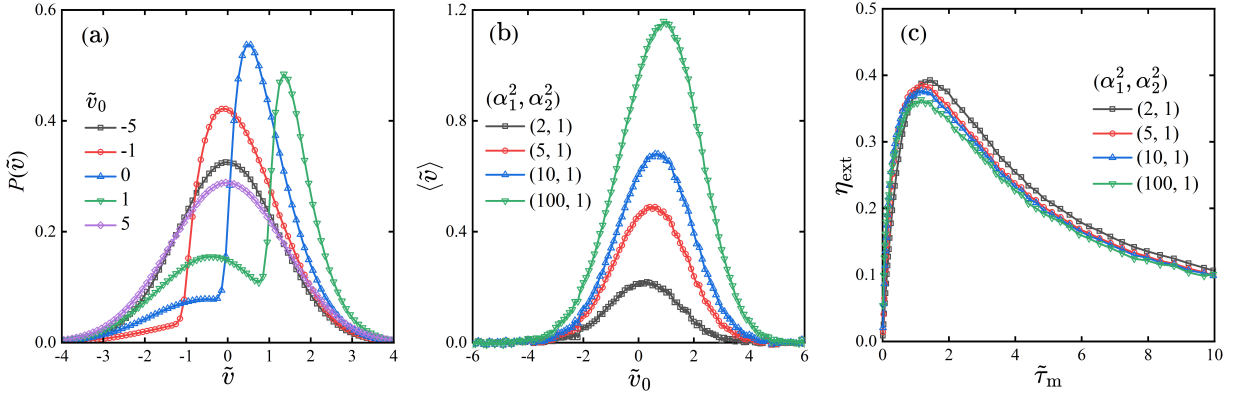 (a)
0.6
0.4
0.2
0.0
P(ṽ)
ṽ₀
-5
-1
0
1
5
-4 -3 -2 -1 0 1 2 3 4
ṽ
(b)
1.2
0.8
0.4
0.0
⟨ṽ⟩
(α₁², α₂²)
(2, 1)
(5, 1)
(10, 1)
(100, 1)
-6 -4 -2 0 2 4 6
ṽ₀
(c)
0.5
0.4
0.3
0.2
0.1
0.0
η_ext
(α₁², α₂²)
(2, 1)
(5, 1)
(10, 1)
(100, 1)
0 2 4 6 8 10
τ̃_m